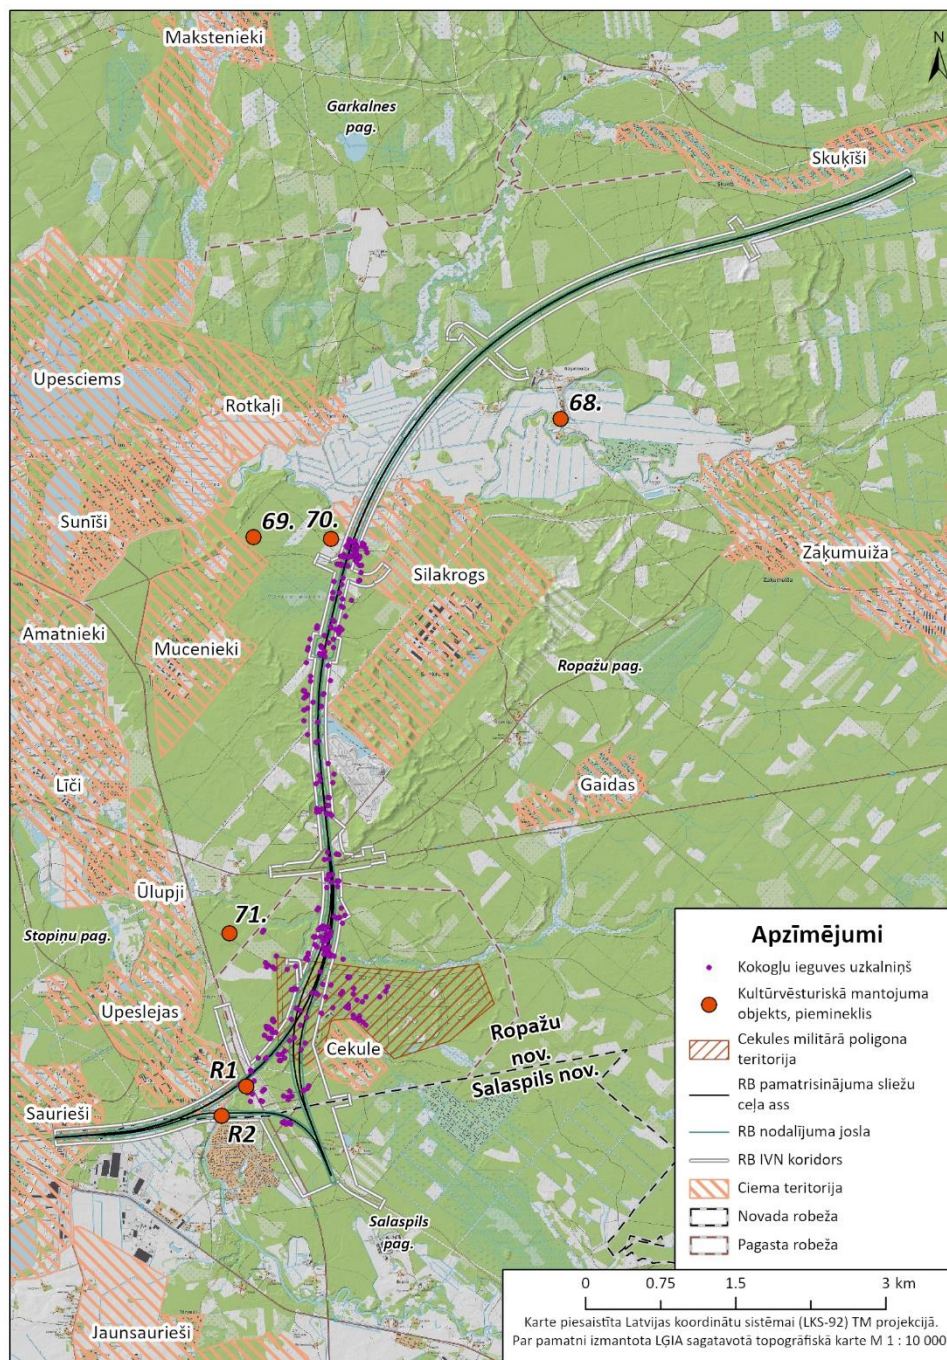 Makstenieki
N
Garkalnes
pag.
Skuķīši
Upesciems
Rotkaļi
68.
Sunīši
69.
70.
Silakrogs
Zaķumuiža
Zaķumuiža
Amatnieki
Mucenieki
Ropažu pag.
Līči
Gaidas
Ūlupji
71.
Stopiņu pag.
Upeslejas
Cekule
Ropažu
nov.
Salaspils nov.
R1
Saurieši
R2
Salaspils
pag.
Jaunsaurieši
Apzīmējumi
Kokogļu ieguves uzkalniņš
Kultūrvēsturiskā mantojuma
objekts, piemineklis
Cekules militārā poligona
teritorija
RB pamatrisinājuma sliežu
ceļa ass
RB nodalījuma josla
RB IVN koridors
Ciema teritorija
Novada robeža
Pagasta robeža
0 0.75 1.5 3 km
Karte piesaistīta Latvijas koordinātu sistēmai (LKS-92) TM projekcijā.
Par pamatni izmantota LĢIA sagatavotā topogrāfiskā karte M 1 : 10 000